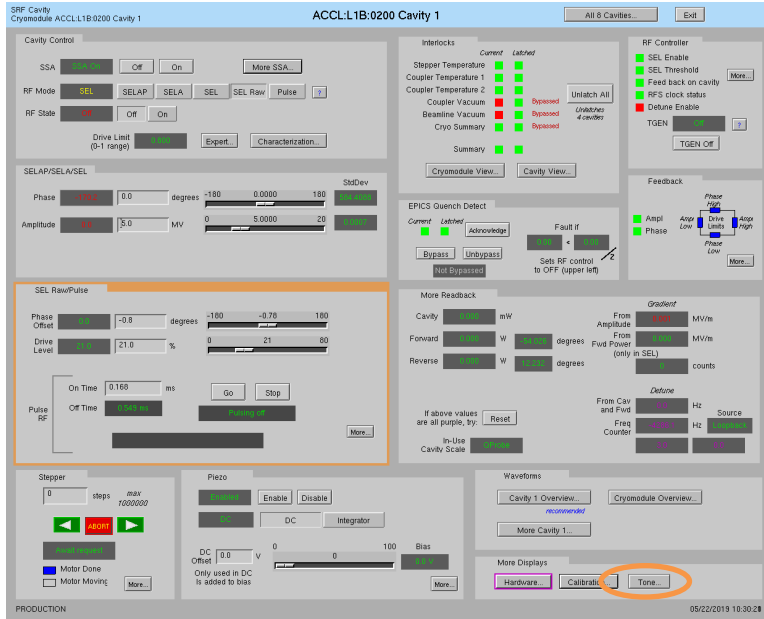 SRF Cavity
Cryomodule ACCL:L1B:0200 Cavity 1
ACCL:L1B:0200 Cavity 1
All 8 Cavities...
Exit
Cavity Control
SSA
SSA On
Off
On
More SSA...
RF Mode
SEL
SELAP
SELA
SEL
SEL Raw
Pulse
?
RF State
Off
On
Drive Limit
(0-1 range)
0.800
Expert...
Characterization...
SELAP/SELA/SEL
StdDev
Phase
0.0
degrees
-180
0.0000
180
Amplitude
5.0
MV
0
5.0000
20
0.0807
SEL Raw/Pulse
Phase
Offset
0.0
-0.8
degrees
-180
-0.78
180
Drive
Level
21.0
21.0
%
0
21
80
Pulse
RF
On Time
0.168
ms
Go
Stop
Off Time
0.549 ms
Pulsing off
More...
Stepper
0
steps
max
1000000
ABORT
Await request
Motor Done
Motor Moving
More...
Piezo
Enabled
Enable
Disable
DC
DC
Integrator
DC
Offset
0.0
V
0
0
100
Bias
0.0 V
Only used in DC
Is added to bias
More...
Interlocks
Current
Latched
Stepper Temperature
Coupler Temperature 1
Coupler Temperature 2
Coupler Vacuum
Bypassed
Beamline Vacuum
Bypassed
Cryo Summary
Bypassed
Summary
Unlatch All
Unlatches
4 cavities
Cryomodule View...
Cavity View...
EPICS Quench Detect
Current
Latched
Acknowledge
Bypass
Unbypass
Not Bypassed
Fault if
0.00
<
0.00
Sets RF control
to OFF (upper left)
/2
RF Controller
SEL Enable
SEL Threshold
Feed back on cavity
RFS clock status
Detune Enable
More...
TGEN
Off
?
TGEN Off
Feedback
Ampl
Phase
Phase
High
Ampl
Low
Drive
Limits
Ampl
High
Phase
Low
More...
More Readback
Cavity
0.000
mW
Forward
0.000
W
-54.026
degrees
Reverse
0.000
W
12.232
degrees
Gradient
From
Amplitude
MV/m
From
Fwd Power
(only in SEL)
0.000
MV/m
0
counts
Detune
From Cav
and Fwd
Hz
Freq
Counter
Hz
Source
Loopback
If above values
are all purple, try:
Reset
In-Use
Cavity Scale
QProbe
Waveforms
Cavity 1 Overview...
recommended
Cryomodule Overview...
More Cavity 1...
More Displays
Hardware...
Tone...
PRODUCTION